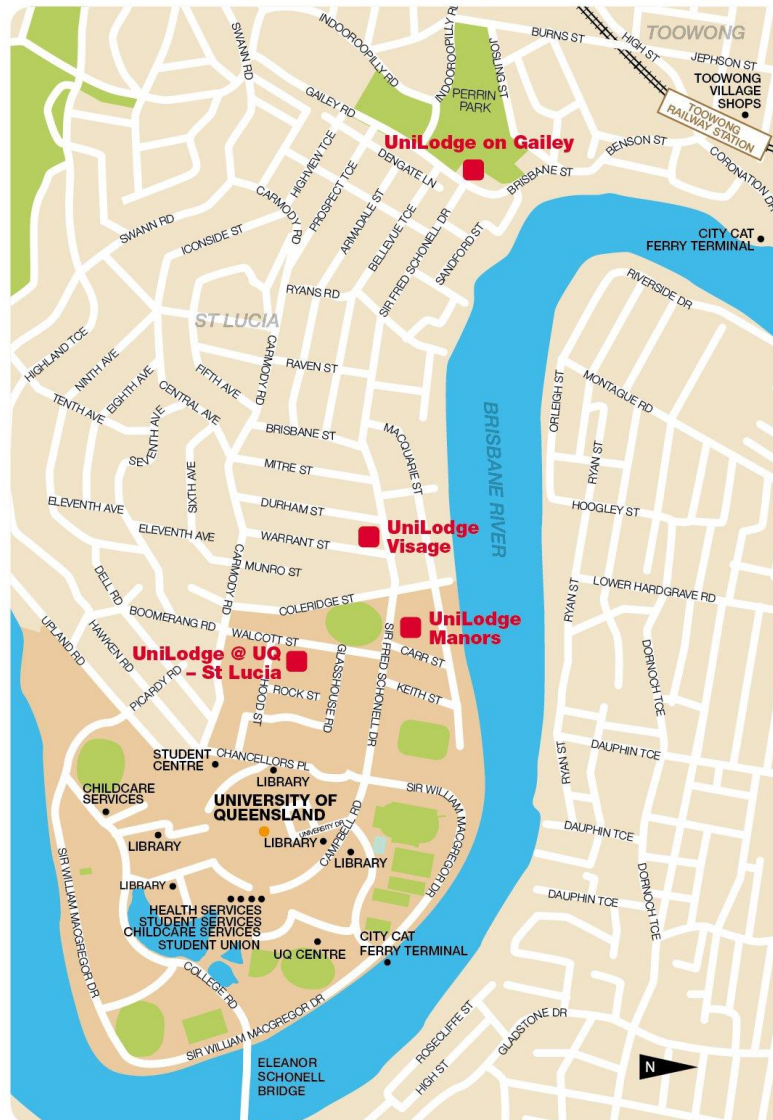 INDOOROOPILLY RD
INDOOROOPILLY RD
JOSLING ST
BURNS ST
HIGH ST
TOOWONG
JEPHSON ST
TOOWONG
VILLAGE
SHOPS
TOOWONG
RAILWAY STATION
SWANN RD
GAILEY RD
PERRIN
PARK
UniLodge on Gailey
BENSON ST
CORONATION DR
DENGATE LN
BRISBANE ST
HIGHVIEW TCE
PROSPECT TCE
ARMADALE ST
BELLEVUE TCE
SIR FRED SCHONELL DR
SANDFORD ST
CARMODY RD
SWANN RD
ICONSIDE ST
CITY CAT
FERRY TERMINAL
RYANS RD
RIVERSIDE DR
ST LUCIA
HIGHLAND TCE
NINTH AVE
EIGHTH AVE
TENTH AVE
CENTRAL AVE
FIFTH AVE
CARMODY RD
RAVEN ST
BRISBANE RIVER
ORLEIGH ST
MONTAGUE RD
SEVENTH AVE
BRISBANE ST
MACQUARIE ST
RYAN ST
MITRE ST
SIXTH AVE
ELEVENTH AVE
DURHAM ST
HOOGLEY ST
ELEVENTH AVE
WARRANT ST
UniLodge
Visage
MUNRO ST
CARMODY RD
DELL RD
COLERIDGE ST
RYAN ST
LOWER HARDGRAVE RD
BOOMERANG RD
UPLAND RD
HAWKEN RD
WALCOTT ST
UniLodge
Manors
DORNOCH TCE
UniLodge @ UQ
– St Lucia
SIR FRED SCHONELL DR
CARR ST
PICARDY RD
HOOD ST
ROCK ST
GLASSHOUSE RD
KEITH ST
STUDENT
CENTRE
CHANCELLORS PL
LIBRARY
RYAN ST
DAUPHIN TCE
CHILDCARE
SERVICES
UNIVERSITY OF
QUEENSLAND
SIR WILLIAM MACGREGOR DR
LIBRARY
UNIVERSITY DR
LIBRARY
CAMPBELL RD
LIBRARY
DAUPHIN TCE
SIR WILLIAM MACGREGOR DR
LIBRARY
DAUPHIN TCE
DORNOCH TCE
HEALTH SERVICES
STUDENT SERVICES
CHILDCARE SERVICES
STUDENT UNION
UQ CENTRE
CITY CAT
FERRY TERMINAL
COLLEGE RD
SIR WILLIAM MACGREGOR DR
ROSECLIFFE ST
GLADSTONE DR
HIGH ST
ELEANOR
SCHONELL
BRIDGE
N